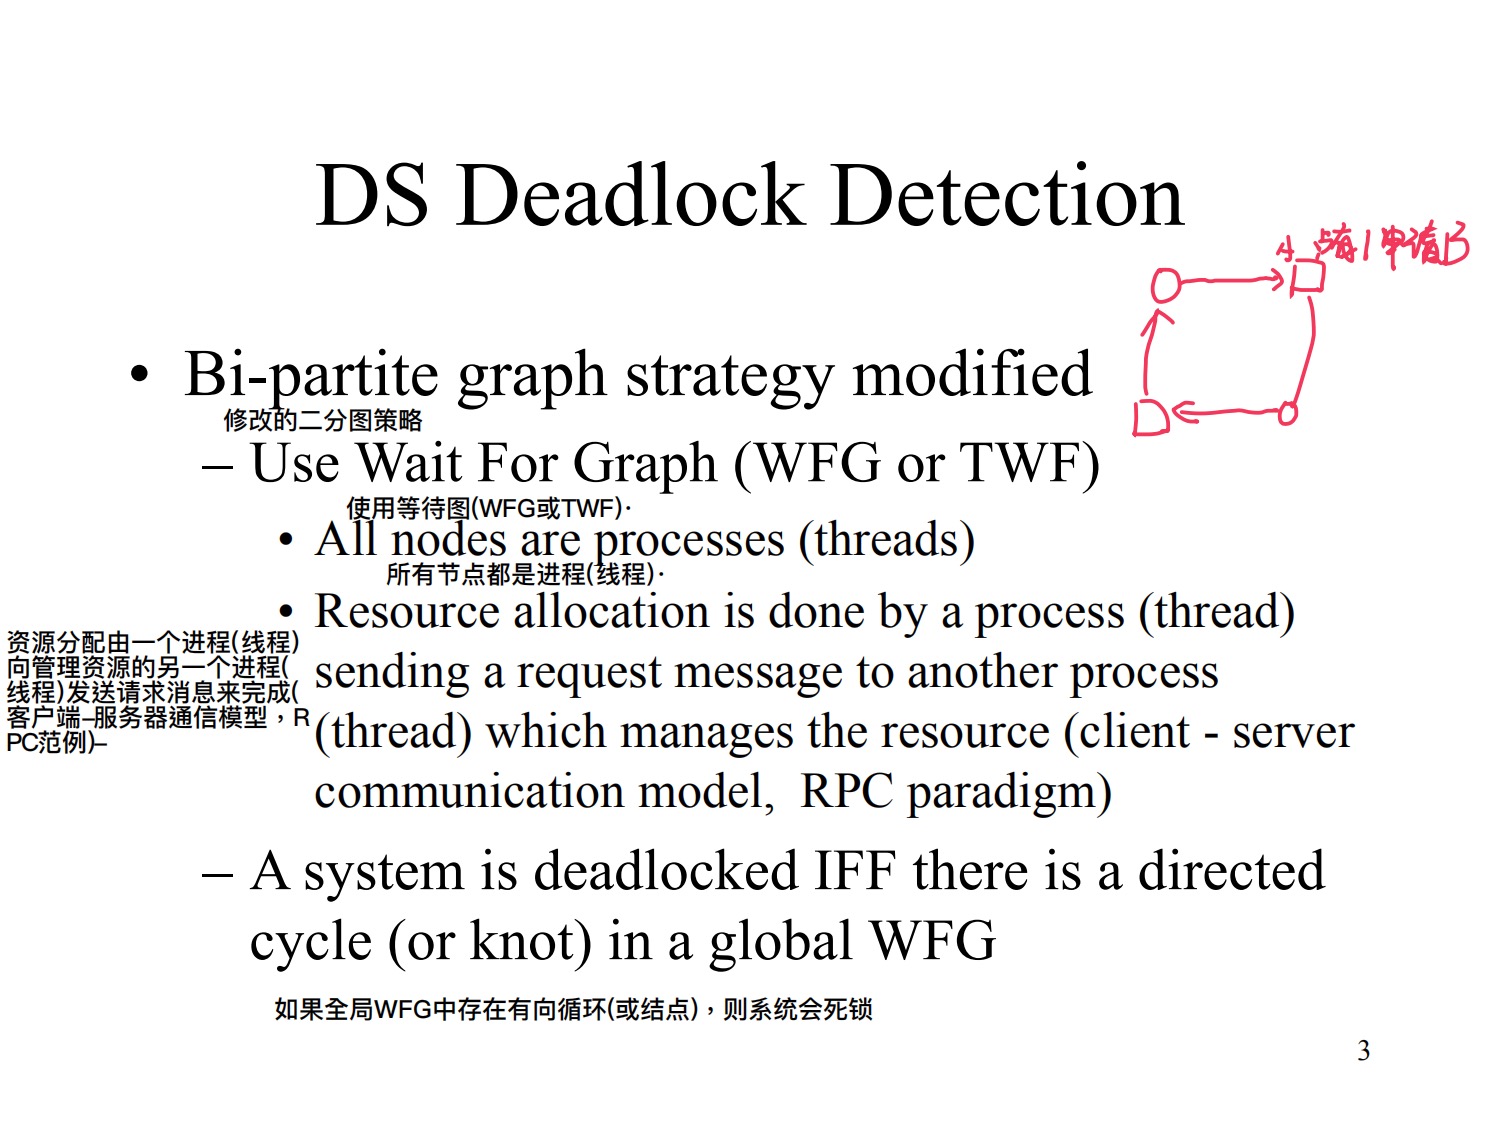 DS Deadlock Detection
占有1申请B
• Bi-partite graph strategy modified
修改的二分图策略
– Use Wait For Graph (WFG or TWF)
使用等待图(WFG或TWF)·
• All nodes are processes (threads)
所有节点都是进程(线程)·
• Resource allocation is done by a process (thread)
sending a request message to another process
(thread) which manages the resource (client - server
communication model, RPC paradigm)
资源分配由一个进程(线程)
向管理资源的另一个进程(
线程)发送请求消息来完成(
客户端–服务器通信模型，R
PC范例)–
– A system is deadlocked IFF there is a directed
cycle (or knot) in a global WFG
如果全局WFG中存在有向循环(或结点)，则系统会死锁
3